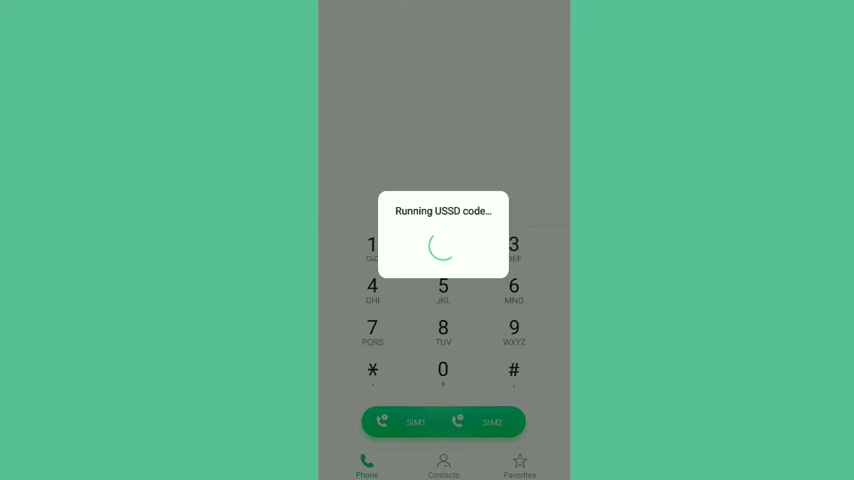 Running USSD code...
1 3
DEF
4 5 6
GHI JKL MNO
7 8 9
PQRS TUV WXYZ
* 0 #
, + ;
SIM1 SIM2
Phone Contacts Favorites